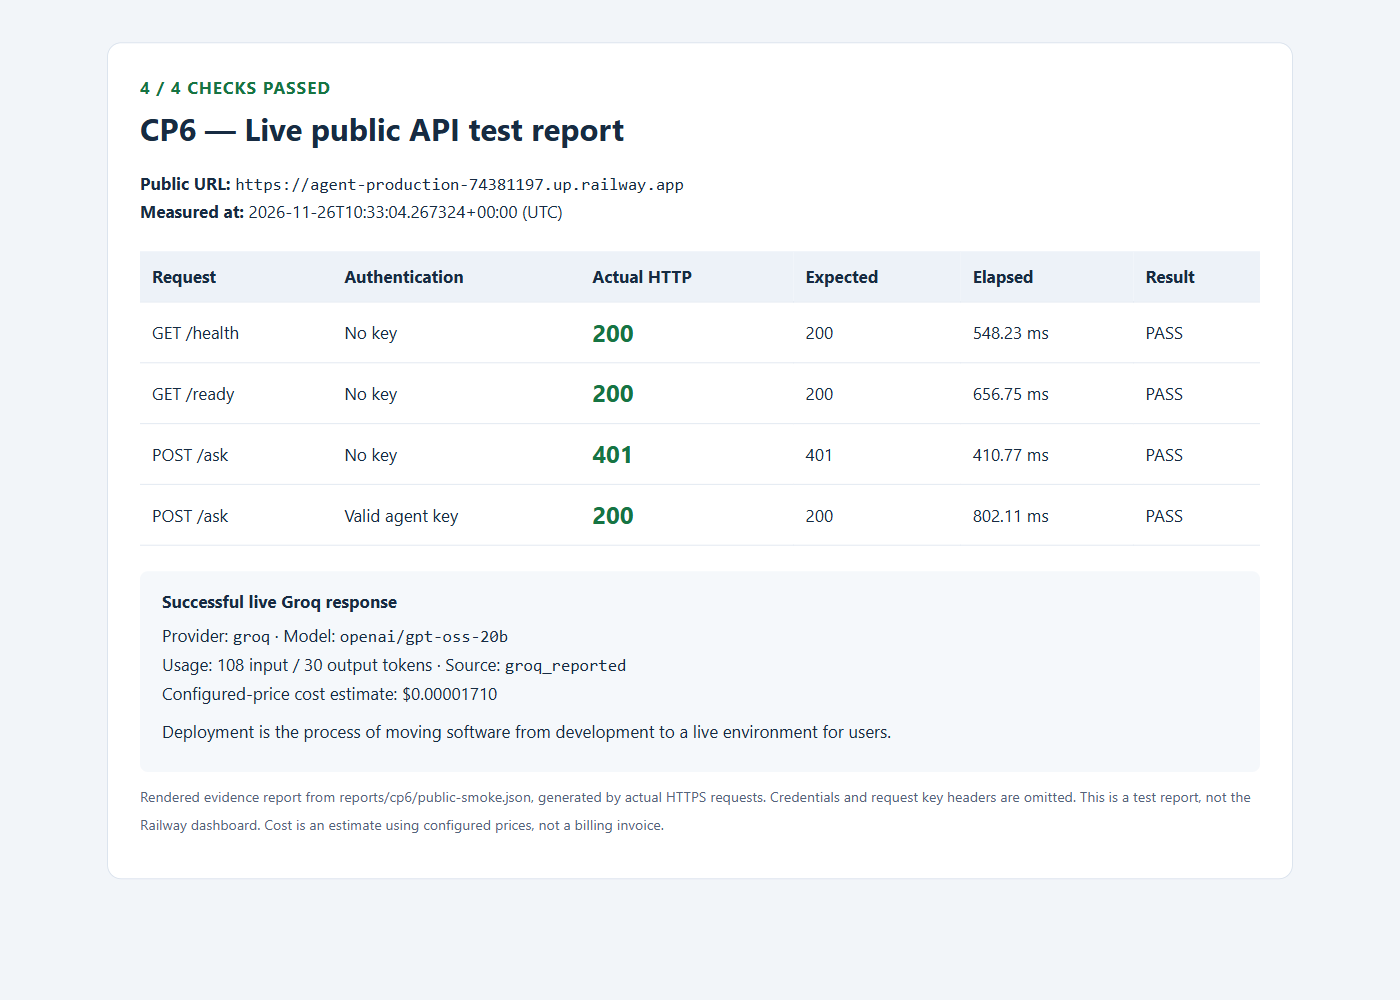 4 / 4 CHECKS PASSED
CP6 — Live public API test report
Public URL: https://agent-production-74381197.up.railway.app
Measured at: 2026-11-26T10:33:04.267324+00:00 (UTC)
Request Authentication Actual HTTP Expected Elapsed Result
GET /health No key 200 200 548.23 ms PASS
GET /ready No key 200 200 656.75 ms PASS
POST /ask No key 401 401 410.77 ms PASS
POST /ask Valid agent key 200 200 802.11 ms PASS
Successful live Groq response
Provider: groq · Model: openai/gpt-oss-20b
Usage: 108 input / 30 output tokens · Source: groq_reported
Configured-price cost estimate: $0.00001710
Deployment is the process of moving software from development to a live environment for users.
Rendered evidence report from reports/cp6/public-smoke.json, generated by actual HTTPS requests. Credentials and request key headers are omitted. This is a test report, not the
Railway dashboard. Cost is an estimate using configured prices, not a billing invoice.